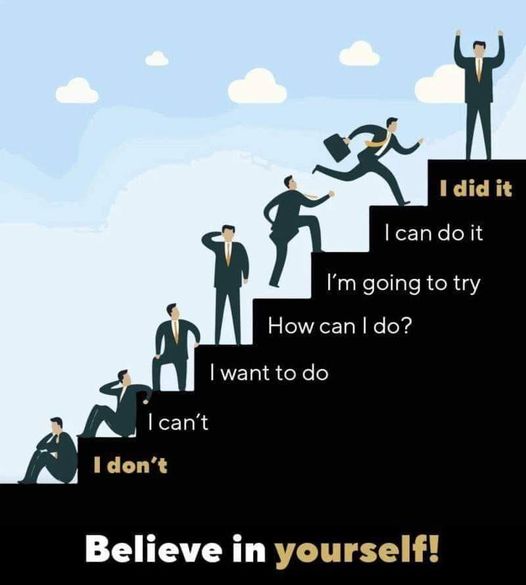 I did it
I can do it
I'm going to try
How can I do?
I want to do
I can't
I don't
Believe in yourself!